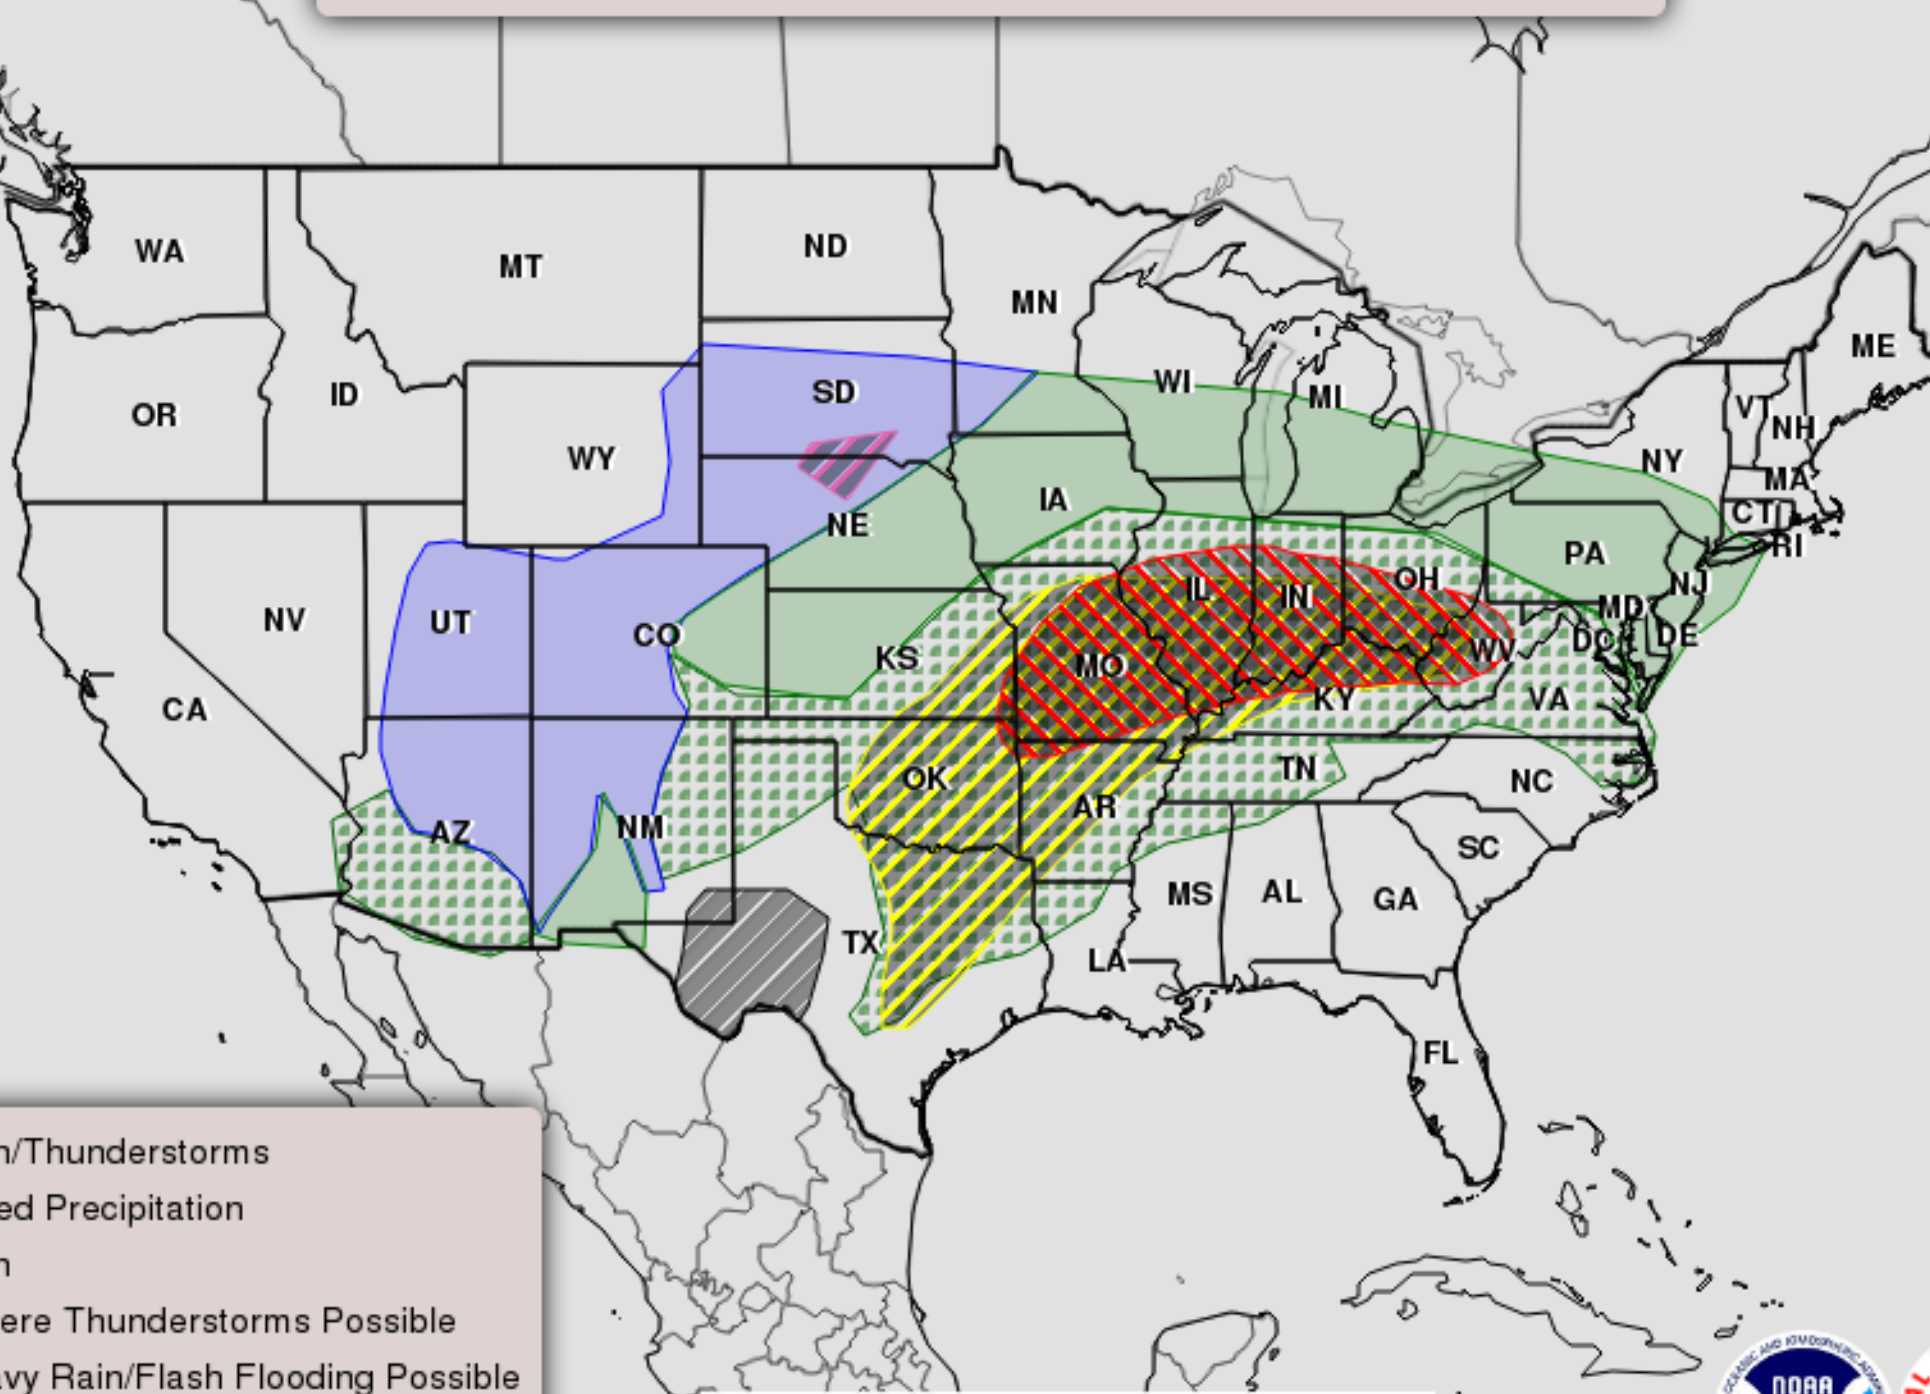 WA
MT
ND
MN
ME
OR
ID
SD
WI
MI
VT
NH
WY
NY
MA
NE
IA
CT
RI
PA
NV
UT
CO
IL
IN
OH
NJ
MD
DC
DE
KS
MO
WV
CA
KY
VA
AZ
NM
OK
AR
TN
NC
SC
MS
AL
GA
TX
LA
FL
n/Thunderstorms
ed Precipitation
n
ere Thunderstorms Possible
avy Rain/Flash Flooding Possible
NOAA